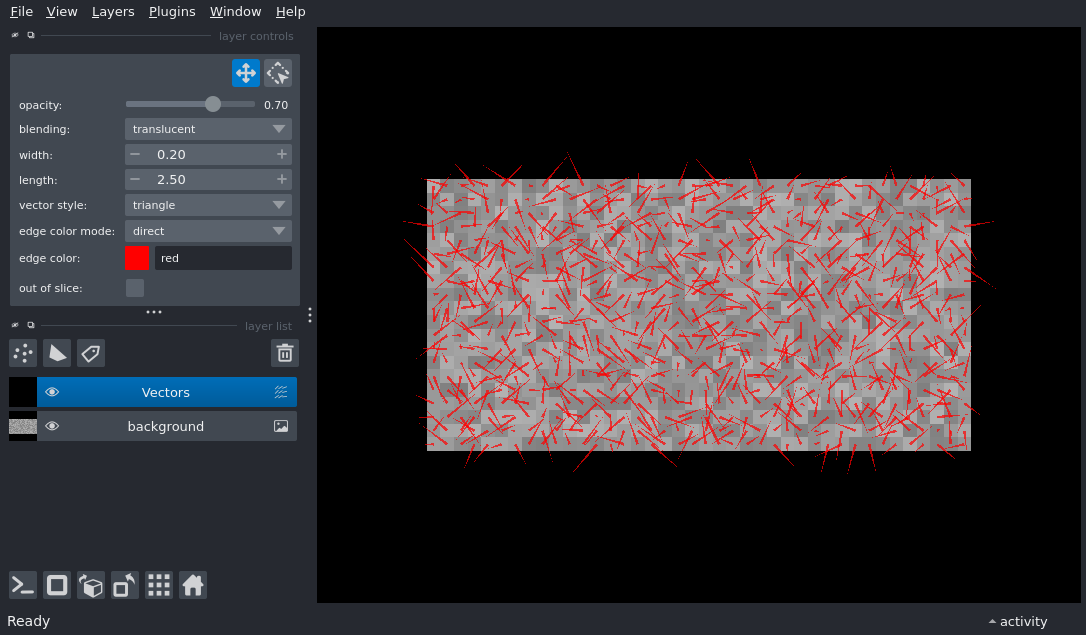 File View Layers Plugins Window Help
layer controls
opacity: 0.70
blending: translucent
width: 0.20
length: 2.50
vector style: triangle
edge color mode: direct
edge color: red
out of slice:
layer list
Vectors
background
Ready
activity